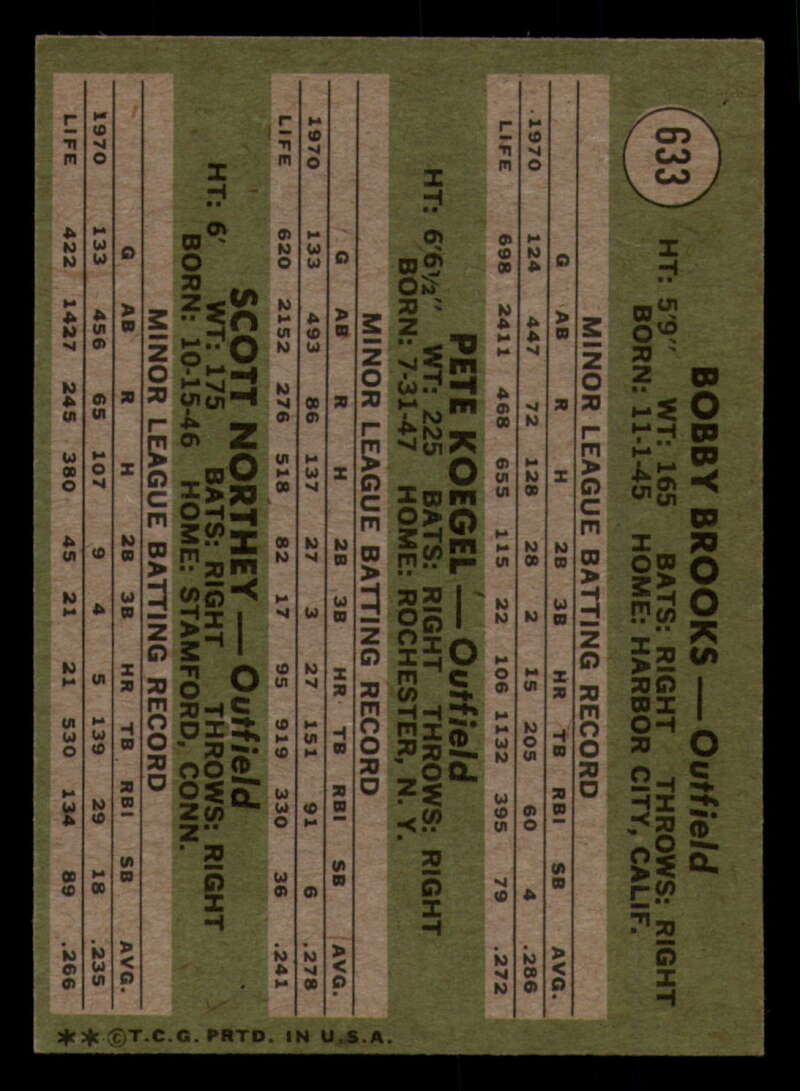 633
BOBBY BROOKS — Outfield
HT: 5'9" WT: 165 BATS: RIGHT THROWS: RIGHT
BORN: 11-1-45 HOME: HARBOR CITY, CALIF.
MINOR LEAGUE BATTING RECORD
G AB R H 2B 3B HR TB RBI SB AVG.
1970 124 447 72 128 28 2 15 205 60 4 .286
LIFE 698 2411 468 655 115 22 106 1132 395 79 .272
PETE KOEGEL — Outfield
HT: 6'6½" WT: 225 BATS: RIGHT THROWS: RIGHT
BORN: 7-31-47 HOME: ROCHESTER, N. Y.
MINOR LEAGUE BATTING RECORD
G AB R H 2B 3B HR TB RBI SB AVG.
1970 133 493 86 137 27 3 27 151 91 6 .278
LIFE 620 2152 276 518 82 17 95 919 330 36 .241
SCOTT NORTHEY — Outfield
HT: 6' WT: 175 BATS: RIGHT THROWS: RIGHT
BORN: 10-15-46 HOME: STAMFORD, CONN.
MINOR LEAGUE BATTING RECORD
G AB R H 2B 3B HR TB RBI SB AVG.
1970 133 456 65 107 9 4 5 139 29 18 .235
LIFE 422 1427 245 380 45 21 21 530 134 89 .266
**©T.C.G. PRTD. IN U.S.A.